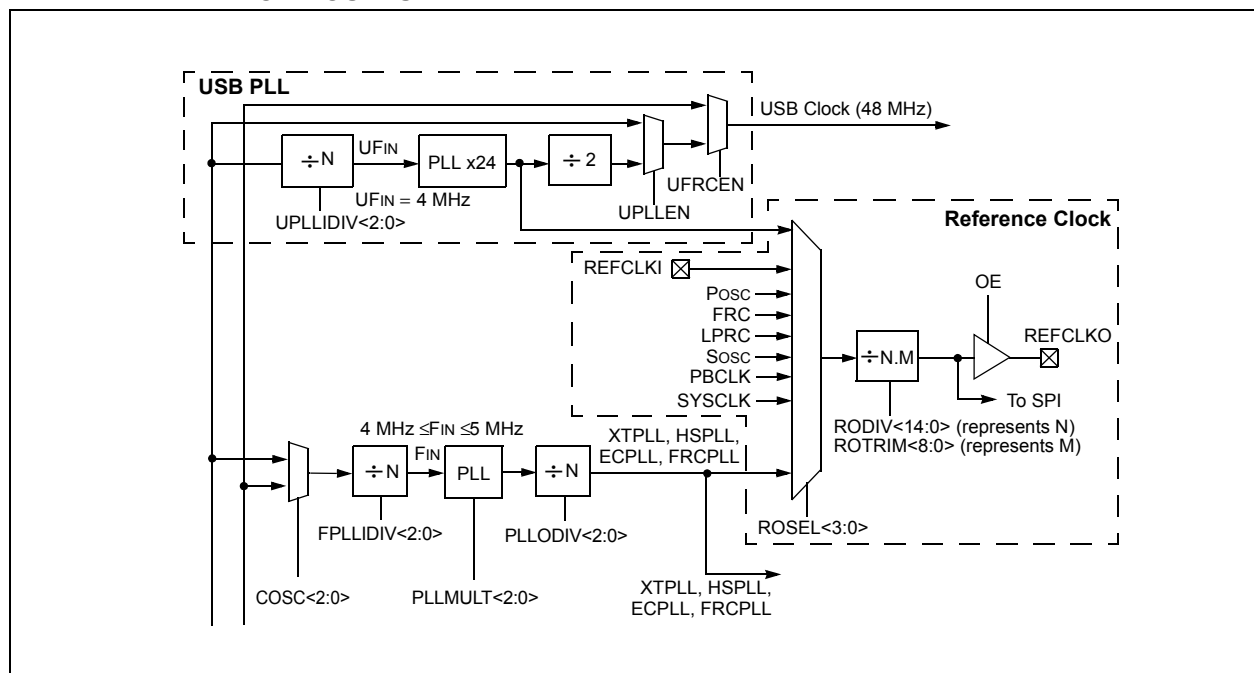 USB PLL
USB Clock (48 MHz)
÷ N
UFIN
PLL x24
÷ 2
UFIN = 4 MHz
UFRCEN
UPLLEN
UPLLIDIV<2:0>
Reference Clock
REFCLKI
POSC
FRC
LPRC
SOSC
PBCLK
SYSCLK
OE
÷N.M
REFCLKO
To SPI
RODIV<14:0> (represents N)
ROTRIM<8:0> (represents M)
4 MHz ≤FIN ≤5 MHz
FIN
XTPLL, HSPLL,
ECPLL, FRCPLL
÷ N
PLL
÷ N
FPLLIDIV<2:0>
PLLODIV<2:0>
ROSEL<3:0>
COSC<2:0>
PLLMULT<2:0>
XTPLL, HSPLL,
ECPLL, FRCPLL